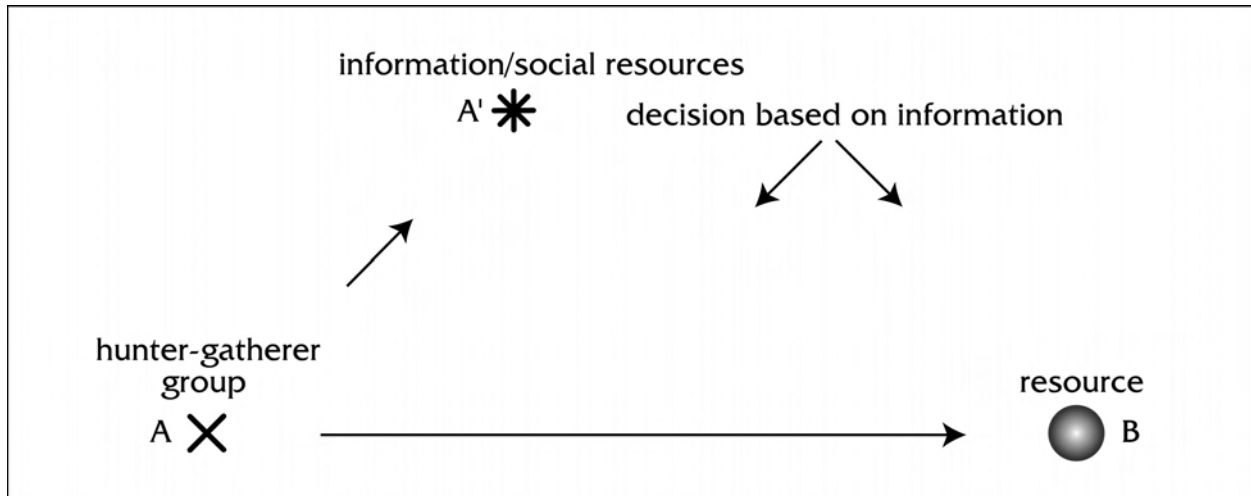 information/social resources
A'
decision based on information
hunter-gatherer
group
A
resource
B